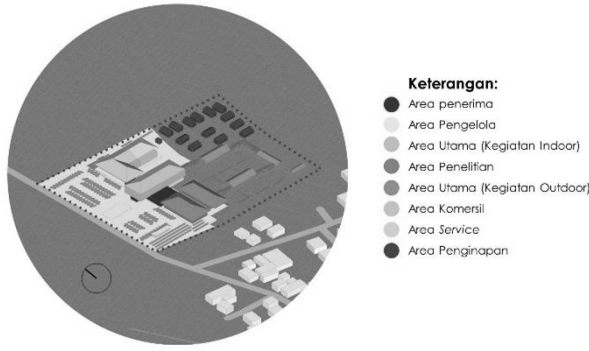 Keterangan:
Area penerima
Area Pengelola
Area Utama (Kegiatan Indoor)
Area Penelitian
Area Utama (Kegiatan Outdoor)
Area Komersil
Area Service
Area Penginapan